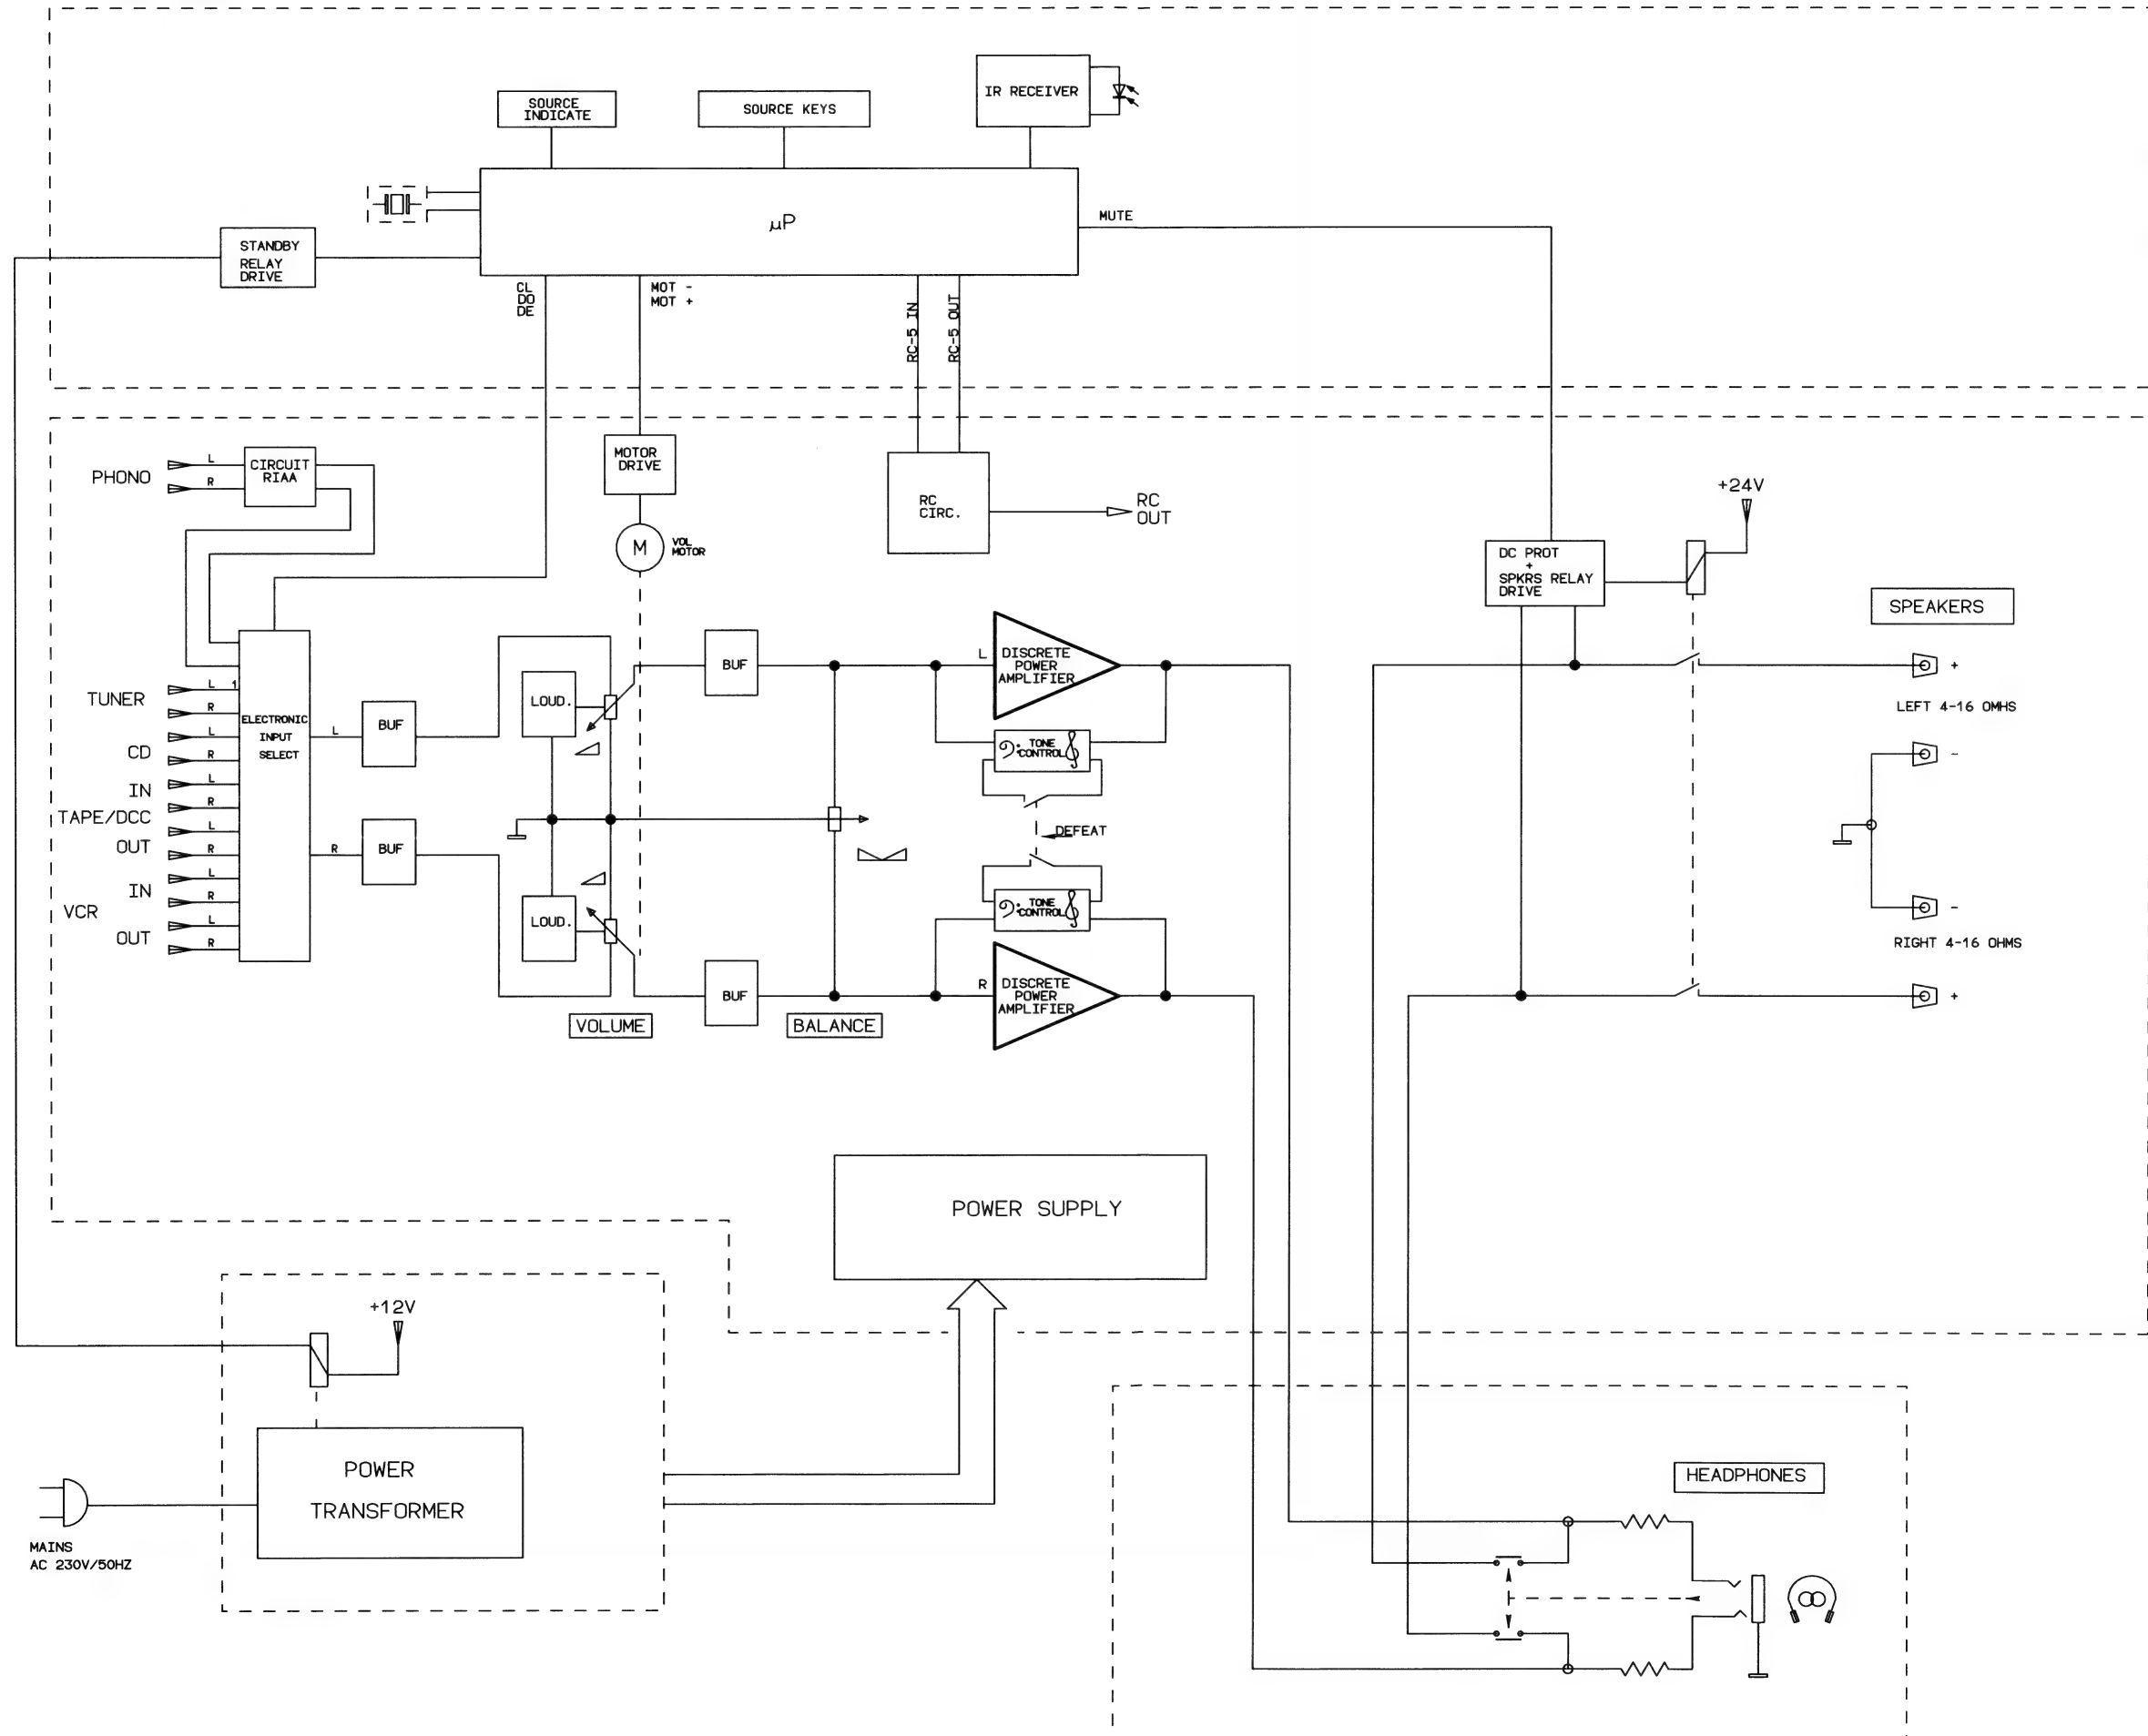 IR RECEIVER
SOURCE
INDICATE
SOURCE KEYS
µP
MUTE
STANDBY
RELAY
DRIVE
CL
DO
DE
MOT -
MOT +
RC-5 IN
RC-5 OUT
MOTOR
DRIVE
M
VOL
MOTOR
RC
CIRC.
RC
OUT
PHONO
L
R
CIRCUIT
RIAA
+24V
DC PROT
+
SPKRS RELAY
DRIVE
SPEAKERS
+
LEFT 4-16 OMHS
-
-
RIGHT 4-16 OHMS
+
TUNER
L 1
R
CD
L
R
IN
L
R
TAPE/DCC
OUT
L
R
IN
L
R
VCR
OUT
L
R
ELECTRONIC
INPUT
SELECT
L
BUF
R
BUF
LOUD.
LOUD.
BUF
BUF
VOLUME
BALANCE
L
DISCRETE
POWER
AMPLIFIER
TONE
CONTROL
DEFEAT
TONE
CONTROL
R
DISCRETE
POWER
AMPLIFIER
POWER SUPPLY
+12V
POWER
TRANSFORMER
MAINS
AC 230V/50HZ
HEADPHONES